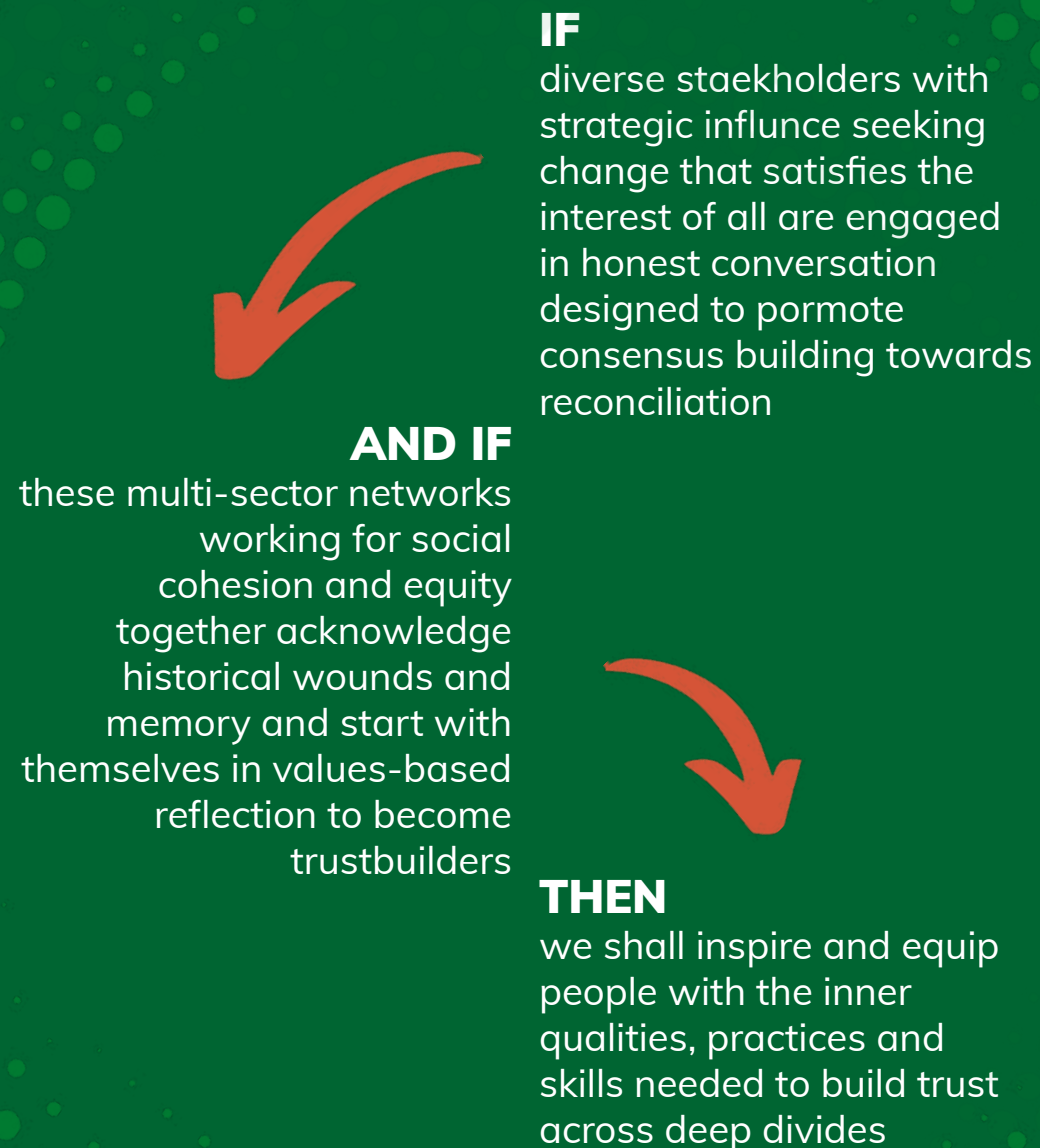 IF
diverse staekholders with
strategic influnce seeking
change that satisfies the
interest of all are engaged
in honest conversation
designed to pormote
consensus building towards
reconciliation
AND IF
these multi-sector networks
working for social
cohesion and equity
together acknowledge
historical wounds and
memory and start with
themselves in values-based
reflection to become
trustbuilders
THEN
we shall inspire and equip
people with the inner
qualities, practices and
skills needed to build trust
across deep divides